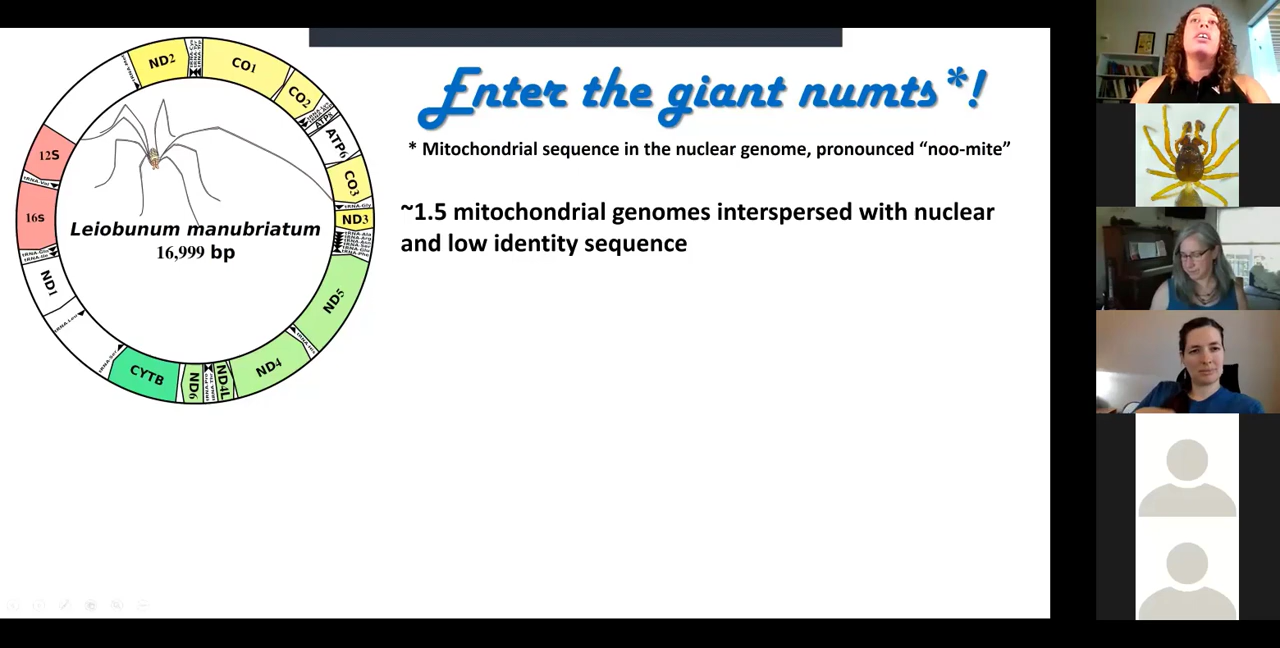 Enter the giant numts*!
* Mitochondrial sequence in the nuclear genome, pronounced “noo-mite”
~1.5 mitochondrial genomes interspersed with nuclear
and low identity sequence
ND2
CO1
CO2
ATP6
CO3
ND3
ND5
ND4
ND4L
ND6
CYTB
ND1
16s
12S
Leiobunum manubriatum
16,999 bp